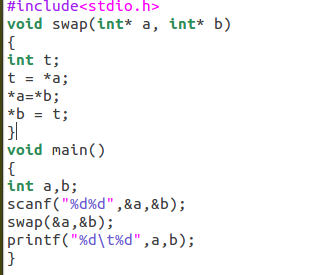 #include<stdio.h>
void swap(int* a, int* b)
{
int t;
t = *a;
*a=*b;
*b = t;
}
void main()
{
int a,b;
scanf("%d%d",&a,&b);
swap(&a,&b);
printf("%d\t%d",a,b);
}